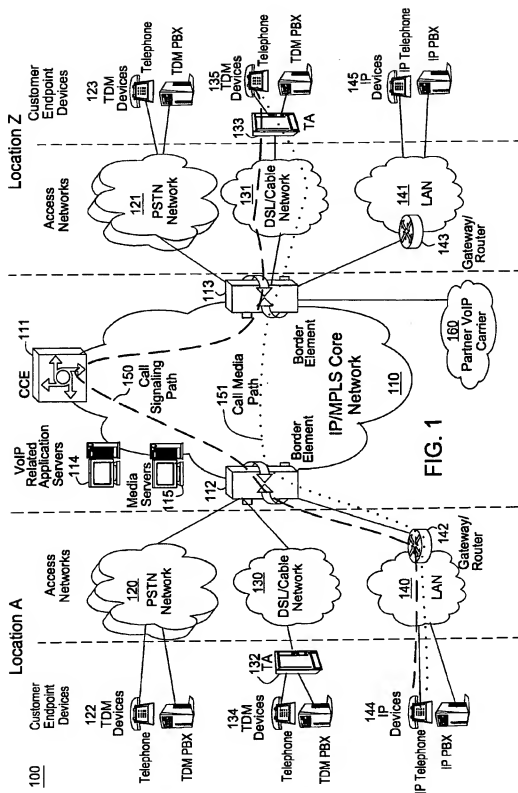 100
Location A
Location Z
Customer
Endpoint
Devices
Access
Networks
VoIP
Related
Application
Servers
114
CCE
111
Access
Networks
Customer
Endpoint
Devices
122
TDM
Devices
Telephone
TDM PBX
120
PSTN
Network
Media
Servers
115
150
Call
Signaling
Path
113
121
PSTN
Network
123
TDM
Devices
Telephone
TDM PBX
134
TDM
Devices
Telephone
TDM PBX
132
TA
130
DSL/Cable
Network
112
151
Call Media
Path
131
DSL/Cable
Network
133
TA
135
TDM
Devices
Telephone
TDM PBX
Border
Element
IP/MPLS Core
Network
110
Border
Element
144
IP
Devices
IP Telephone
IP PBX
140
LAN
142
Gateway/
Router
160
Partner VoIP
Carrier
143
Gateway/
Router
141
LAN
145
IP
Devices
IP Telephone
IP PBX
FIG. 1